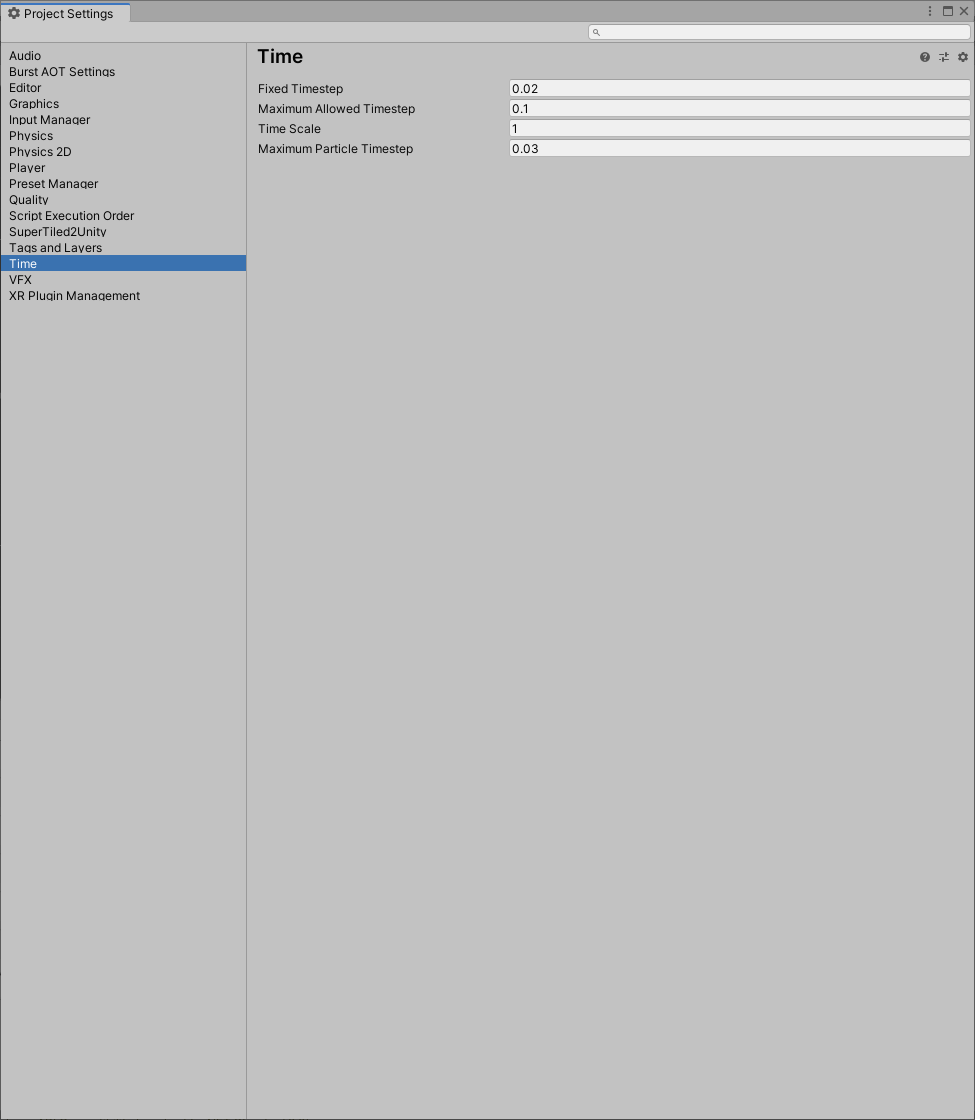 Project Settings
Audio
Burst AOT Settings
Editor
Graphics
Input Manager
Physics
Physics 2D
Player
Preset Manager
Quality
Script Execution Order
SuperTiled2Unity
Tags and Layers
Time
VFX
XR Plugin Management
Time
Fixed Timestep 0.02
Maximum Allowed Timestep 0.1
Time Scale 1
Maximum Particle Timestep 0.03